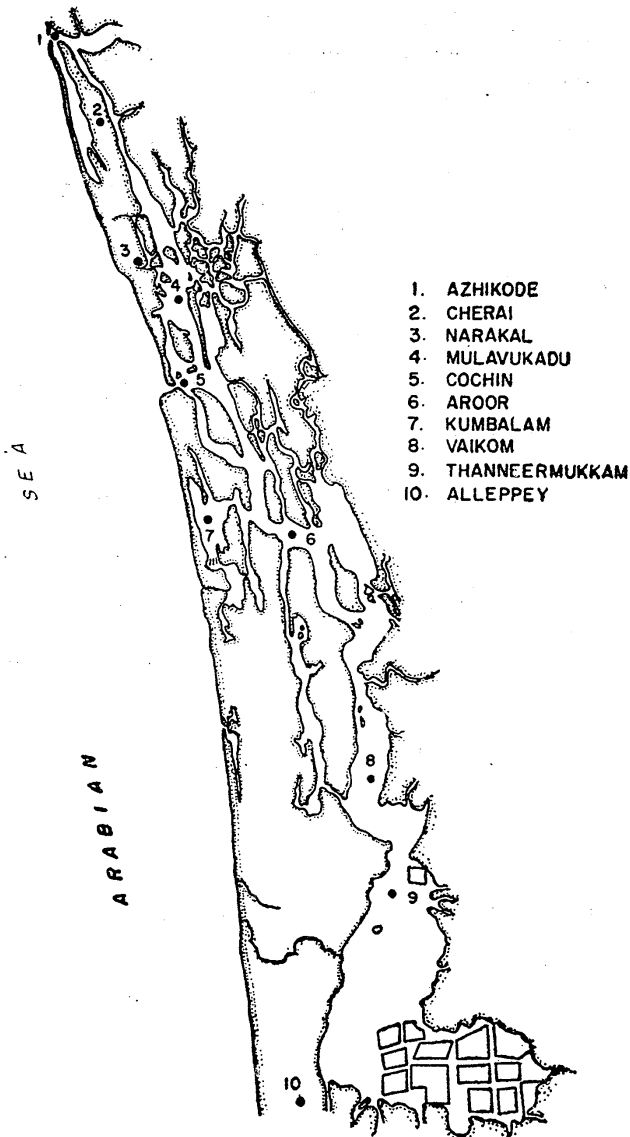 1
2
3
4
5
6
7
8
9
10
1. AZHIKODE
2. CHERAI
3. NARAKAL
4. MULAVUKADU
5. COCHIN
6. AROOR
7. KUMBALAM
8. VAIKOM
9. THANNEERMUKKAM
10. ALLEPPEY
ARABIAN SEA